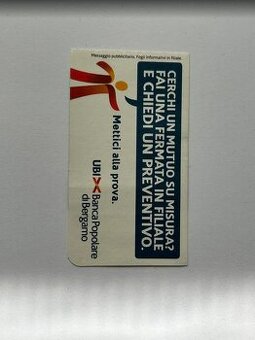 Messaggio pubblicitario. Fogli informativi in filiale.
CERCHI UN MUTUO SU MISURA?
FAI UNA FERMATA IN FILIALE
E CHIEDI UN PREVENTIVO.
Mettici alla prova.
UBI Banca Popolare
di Bergamo